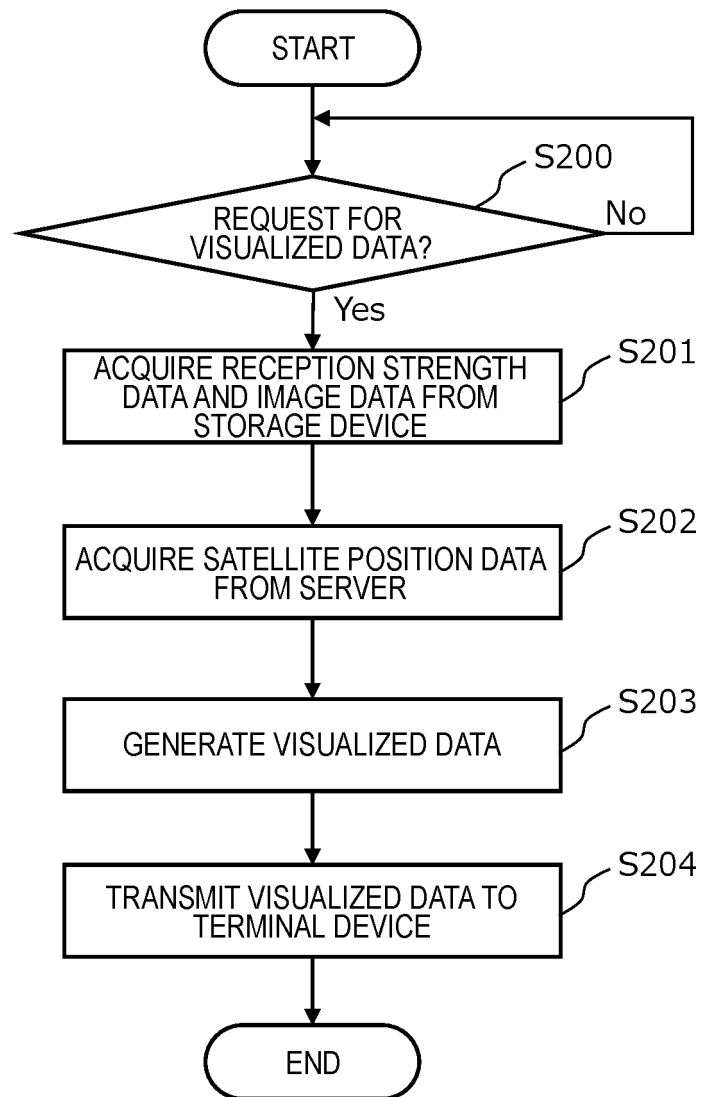 START
S200
REQUEST FOR
VISUALIZED DATA?
No
Yes
S201
ACQUIRE RECEPTION STRENGTH
DATA AND IMAGE DATA FROM
STORAGE DEVICE
S202
ACQUIRE SATELLITE POSITION DATA
FROM SERVER
S203
GENERATE VISUALIZED DATA
S204
TRANSMIT VISUALIZED DATA TO
TERMINAL DEVICE
END